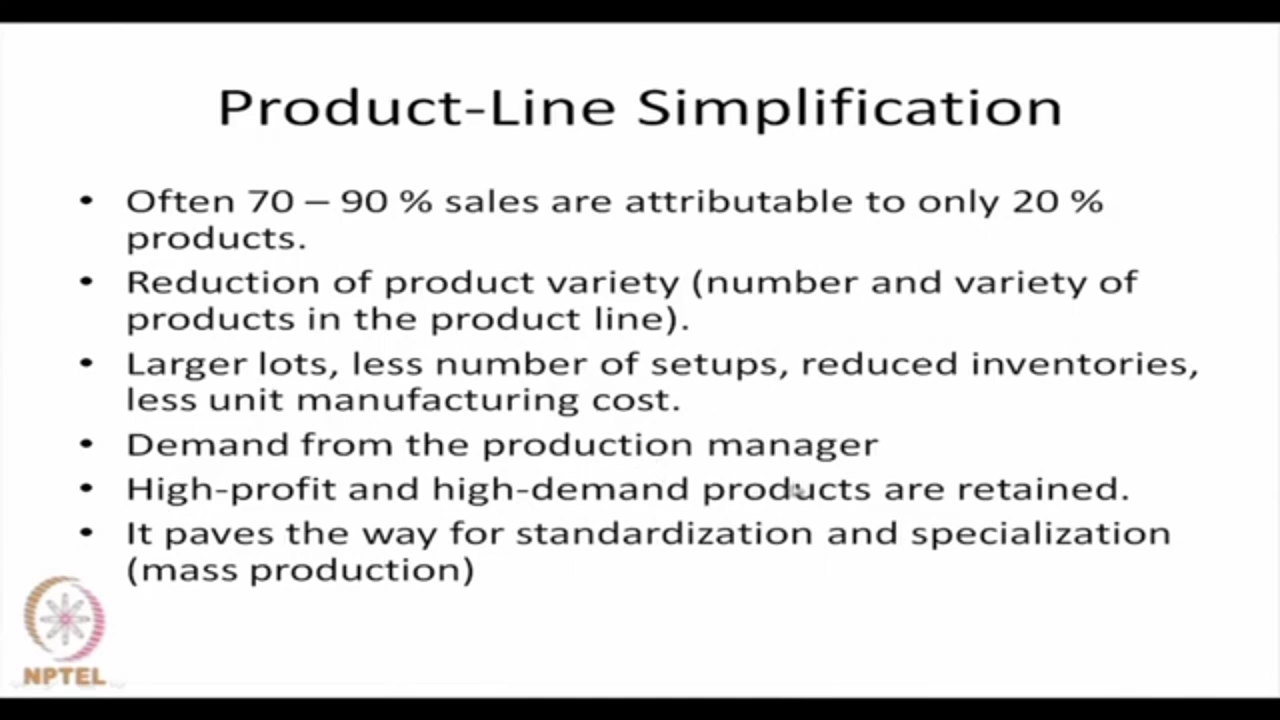 Product-Line Simplification
• Often 70 – 90 % sales are attributable to only 20 %
products.
• Reduction of product variety (number and variety of
products in the product line).
• Larger lots, less number of setups, reduced inventories,
less unit manufacturing cost.
• Demand from the production manager
• High-profit and high-demand products are retained.
• It paves the way for standardization and specialization
(mass production)
NPTEL